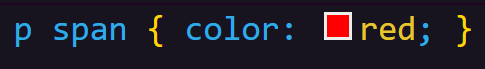 p span { color: red; }